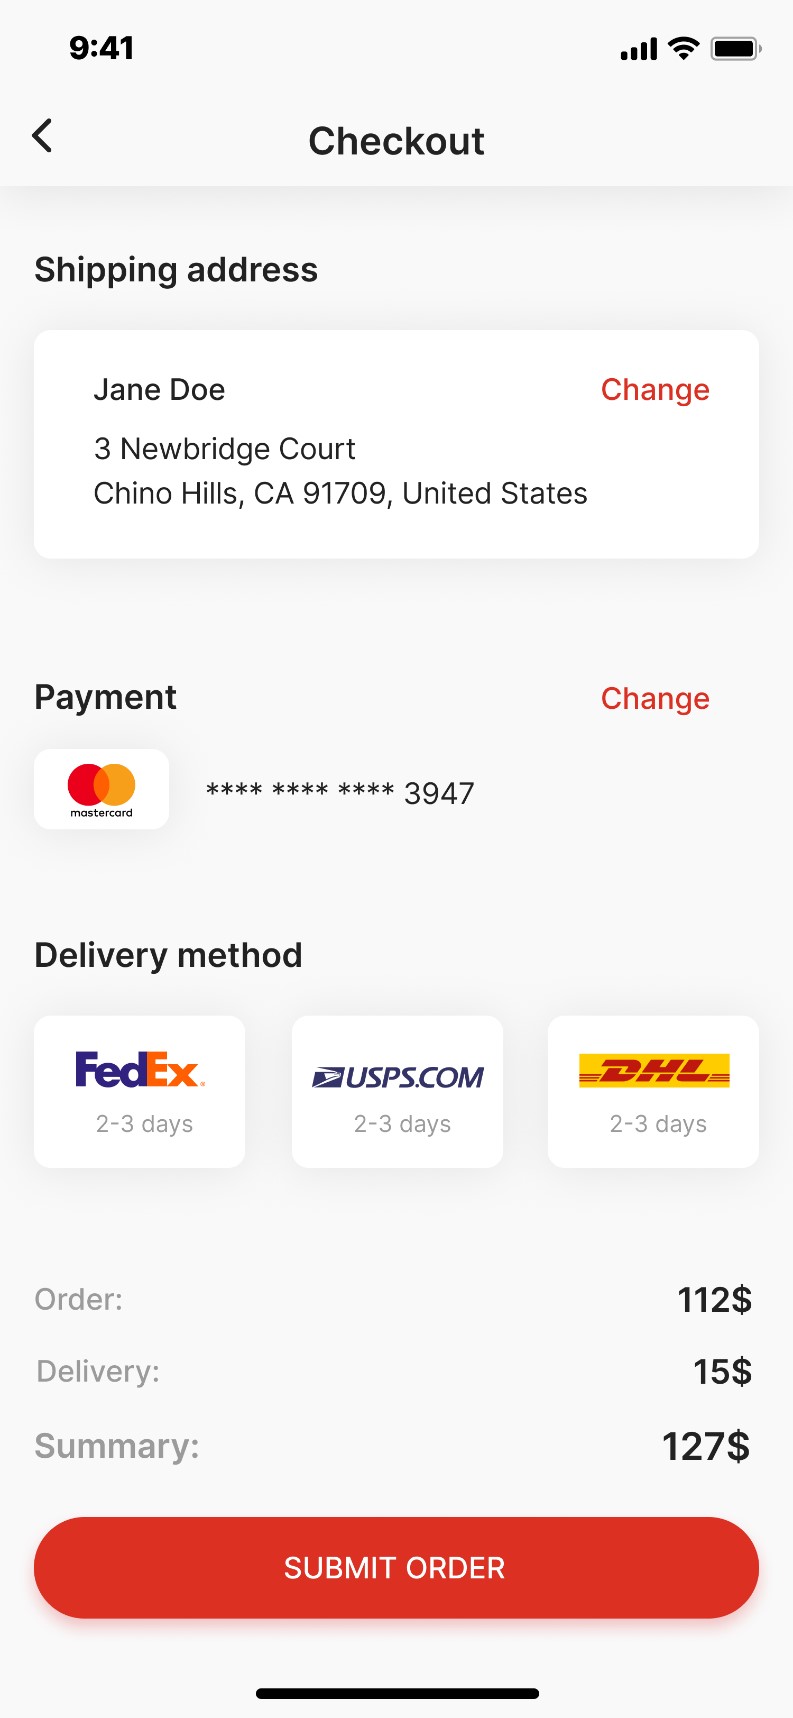 9:41
Checkout
Shipping address
Jane Doe
Change
3 Newbridge Court
Chino Hills, CA 91709, United States
Payment
Change
mastercard
**** **** **** 3947
Delivery method
FedEx®
USPS.COM
DHL
2-3 days
2-3 days
2-3 days
Order:
112$
Delivery:
15$
Summary:
127$
SUBMIT ORDER